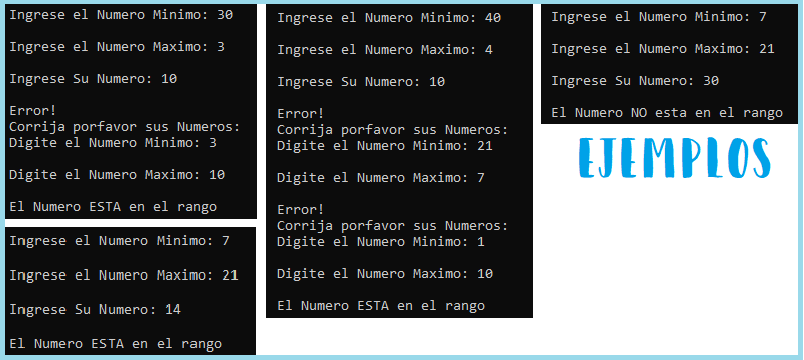 Ingrese el Numero Minimo: 30
Ingrese el Numero Maximo: 3
Ingrese Su Numero: 10
Error!
Corrija porfavor sus Numeros:
Digite el Numero Minimo: 3
Digite el Numero Maximo: 10
El Numero ESTA en el rango
Ingrese el Numero Minimo: 7
Ingrese el Numero Maximo: 21
Ingrese Su Numero: 14
El Numero ESTA en el rango
Ingrese el Numero Minimo: 40
Ingrese el Numero Maximo: 4
Ingrese Su Numero: 10
Error!
Corrija porfavor sus Numeros:
Digite el Numero Minimo: 21
Digite el Numero Maximo: 7
Error!
Corrija porfavor sus Numeros:
Digite el Numero Minimo: 1
Digite el Numero Maximo: 10
El Numero ESTA en el rango
Ingrese el Numero Minimo: 7
Ingrese el Numero Maximo: 21
Ingrese Su Numero: 30
El Numero NO esta en el rango
EJEMPLOS